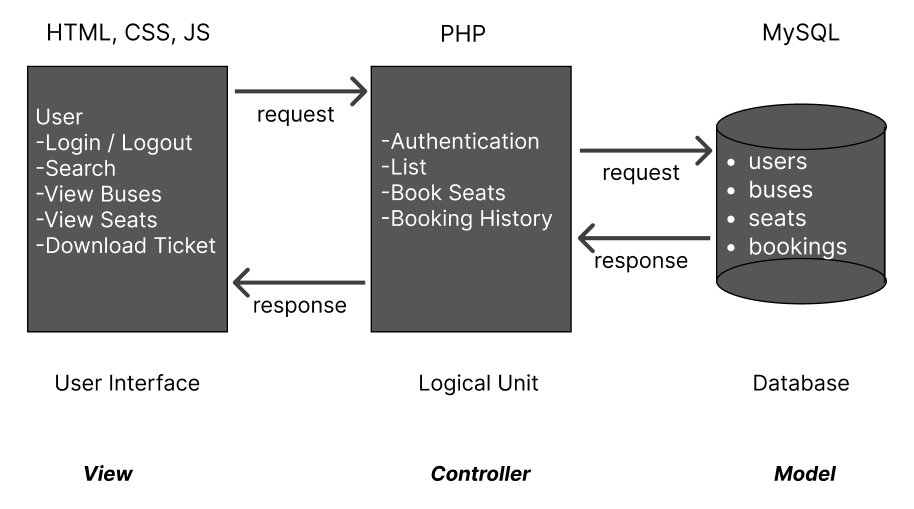 HTML, CSS, JS
PHP
MySQL
User
-Login / Logout
-Search
-View Buses
-View Seats
-Download Ticket
request
response
-Authentication
-List
-Book Seats
-Booking History
request
response
• users
• buses
• seats
• bookings
User Interface
Logical Unit
Database
View
Controller
Model